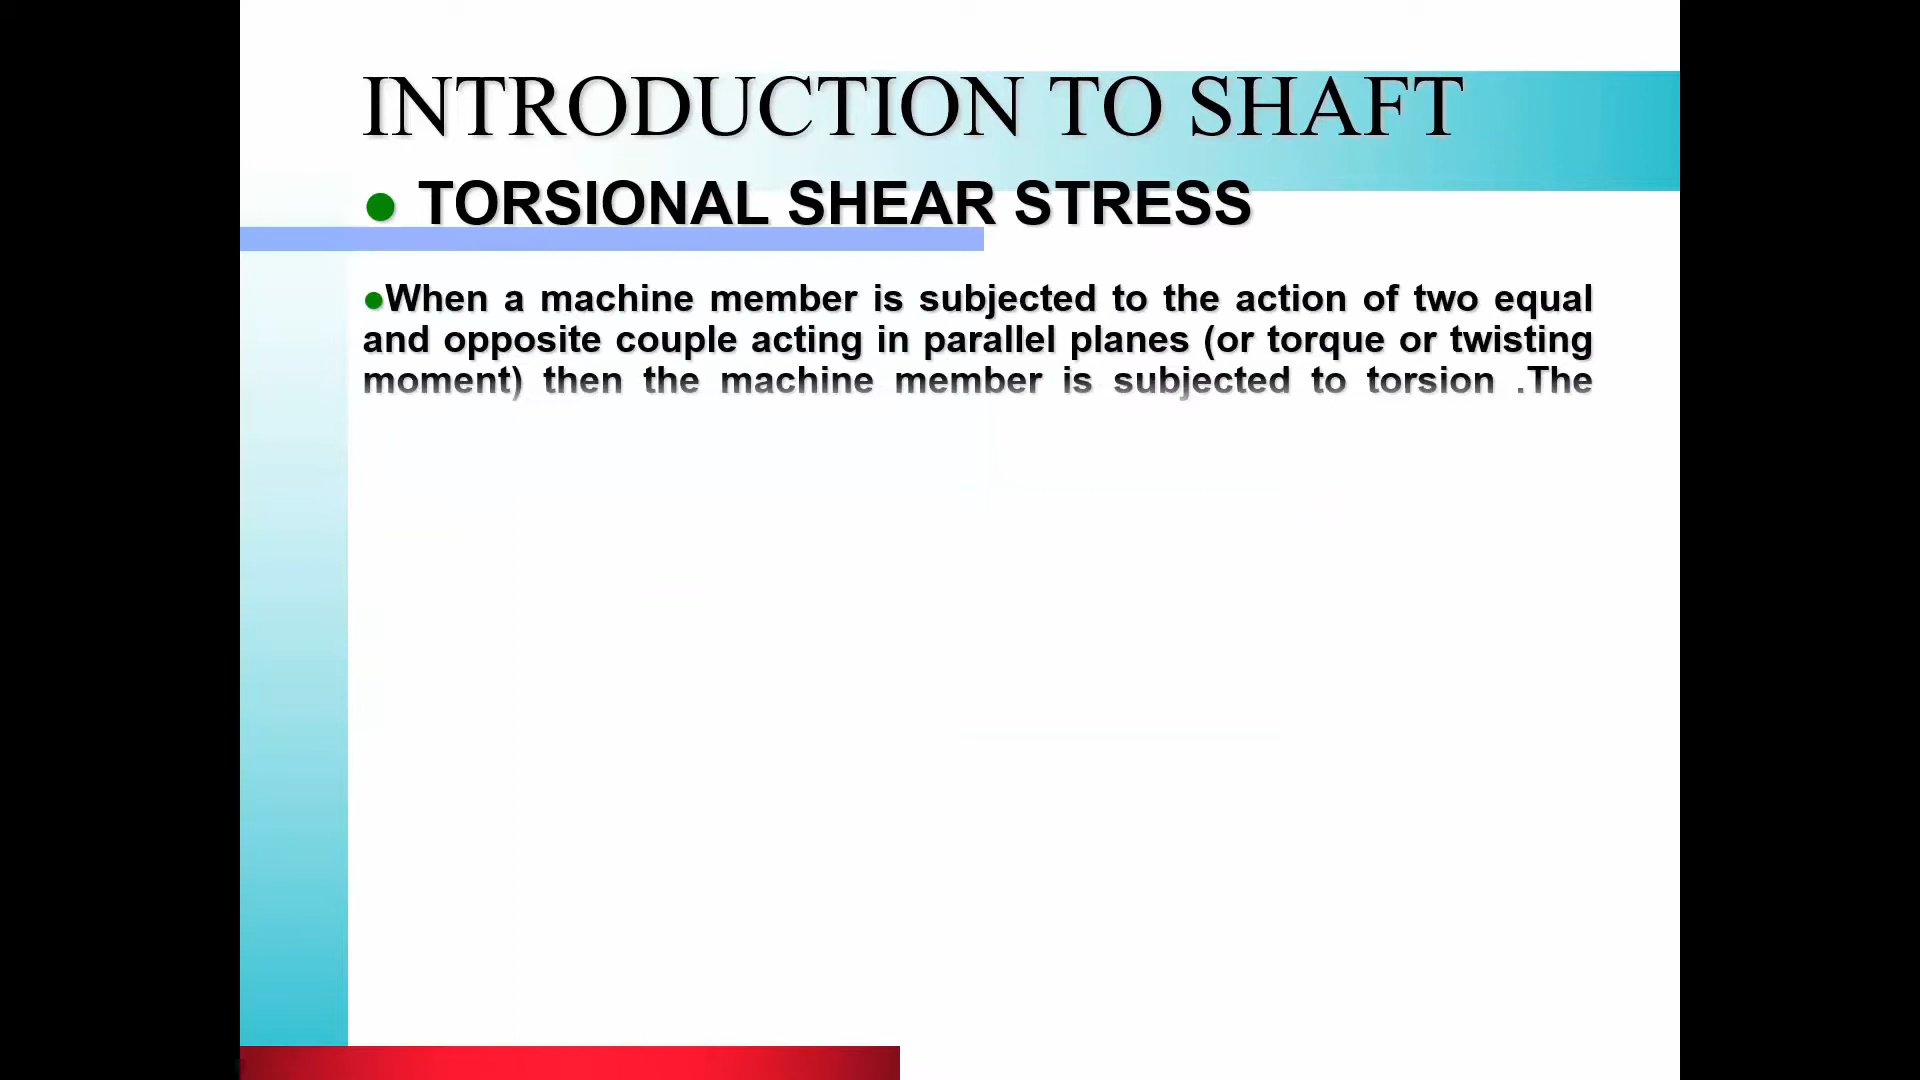 INTRODUCTION TO SHAFT
● TORSIONAL SHEAR STRESS
●When a machine member is subjected to the action of two equal
and opposite couple acting in parallel planes (or torque or twisting
moment) then the machine member is subjected to torsion .The